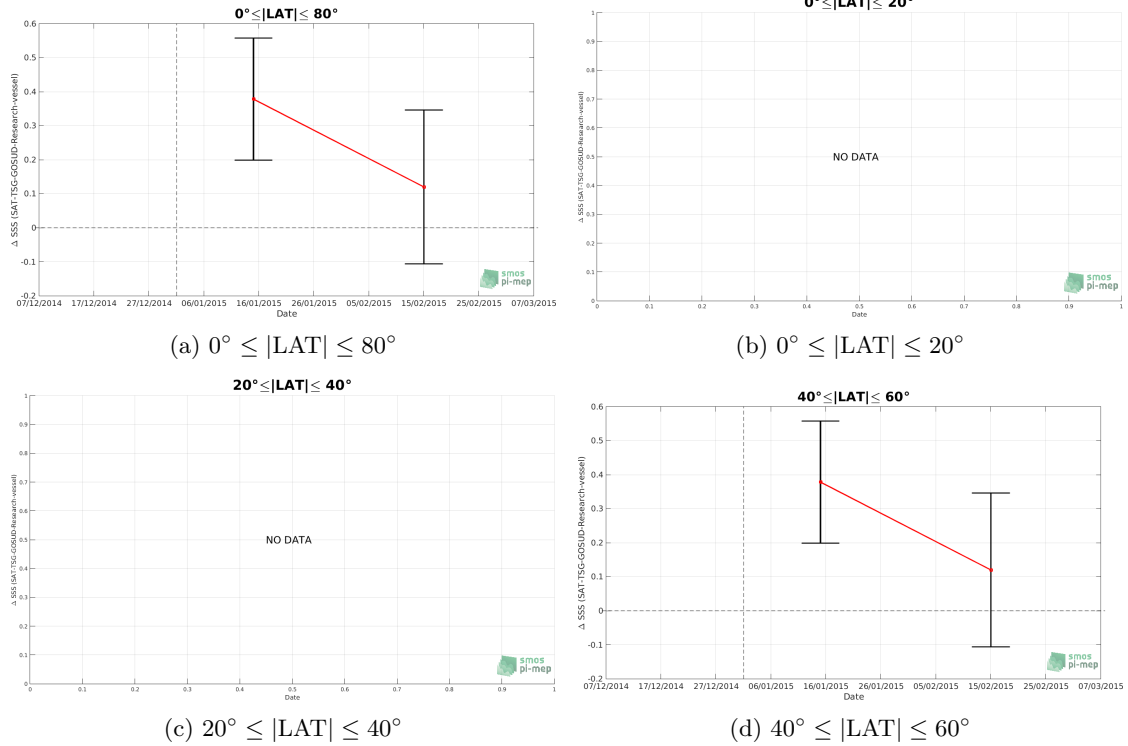 0°≤|LAT|≤ 80°
0.6
0.5
0.4
0.3
0.2
0.1
0
-0.1
-0.2
Δ SSS (SAT-TSG-GOSUD-Research-vessel)
07/12/2014 17/12/2014 27/12/2014 06/01/2015 16/01/2015 26/01/2015 05/02/2015 15/02/2015 25/02/2015 07/03/2015
Date
smos
pi-mep
(a) 0° ≤ |LAT| ≤ 80°
0°≤|LAT|≤ 20°
1
0.9
0.8
0.7
0.6
0.5
0.4
0.3
0.2
0.1
0
Δ SSS (SAT-TSG-GOSUD-Research-vessel)
NO DATA
0 0.1 0.2 0.3 0.4 0.5 0.6 0.7 0.8 0.9 1
Date
smos
pi-mep
(b) 0° ≤ |LAT| ≤ 20°
20°≤|LAT|≤ 40°
1
0.9
0.8
0.7
0.6
0.5
0.4
0.3
0.2
0.1
0
Δ SSS (SAT-TSG-GOSUD-Research-vessel)
NO DATA
0 0.1 0.2 0.3 0.4 0.5 0.6 0.7 0.8 0.9 1
Date
smos
pi-mep
(c) 20° ≤ |LAT| ≤ 40°
40°≤|LAT|≤ 60°
0.6
0.5
0.4
0.3
0.2
0.1
0
-0.1
-0.2
Δ SSS (SAT-TSG-GOSUD-Research-vessel)
07/12/2014 17/12/2014 27/12/2014 06/01/2015 16/01/2015 26/01/2015 05/02/2015 15/02/2015 25/02/2015 07/03/2015
Date
smos
pi-mep
(d) 40° ≤ |LAT| ≤ 60°